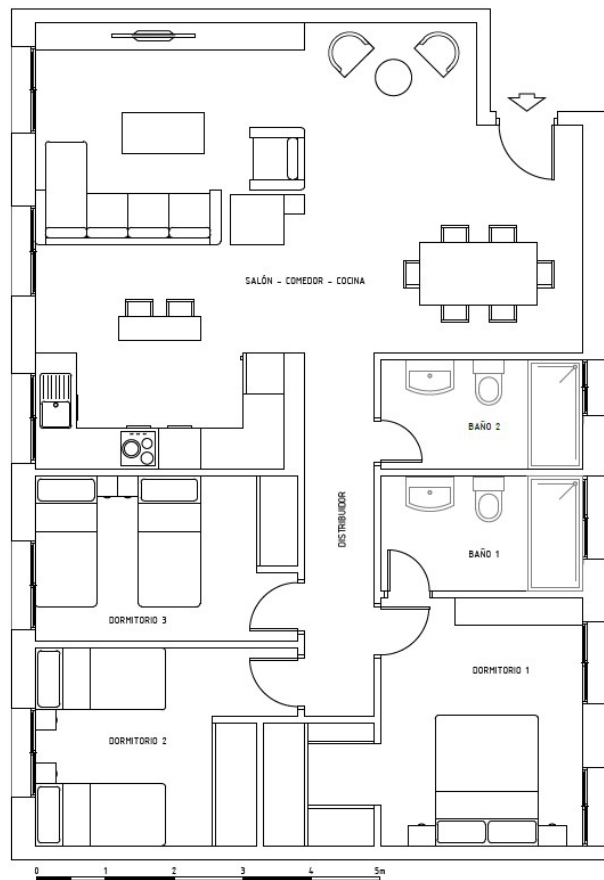 SALÓN - COMEDOR - COCINA
BAÑO 2
DISTRIBUIDOR
BAÑO 1
DORMITORIO 3
DORMITORIO 1
DORMITORIO 2
0 1 2 3 4 5m